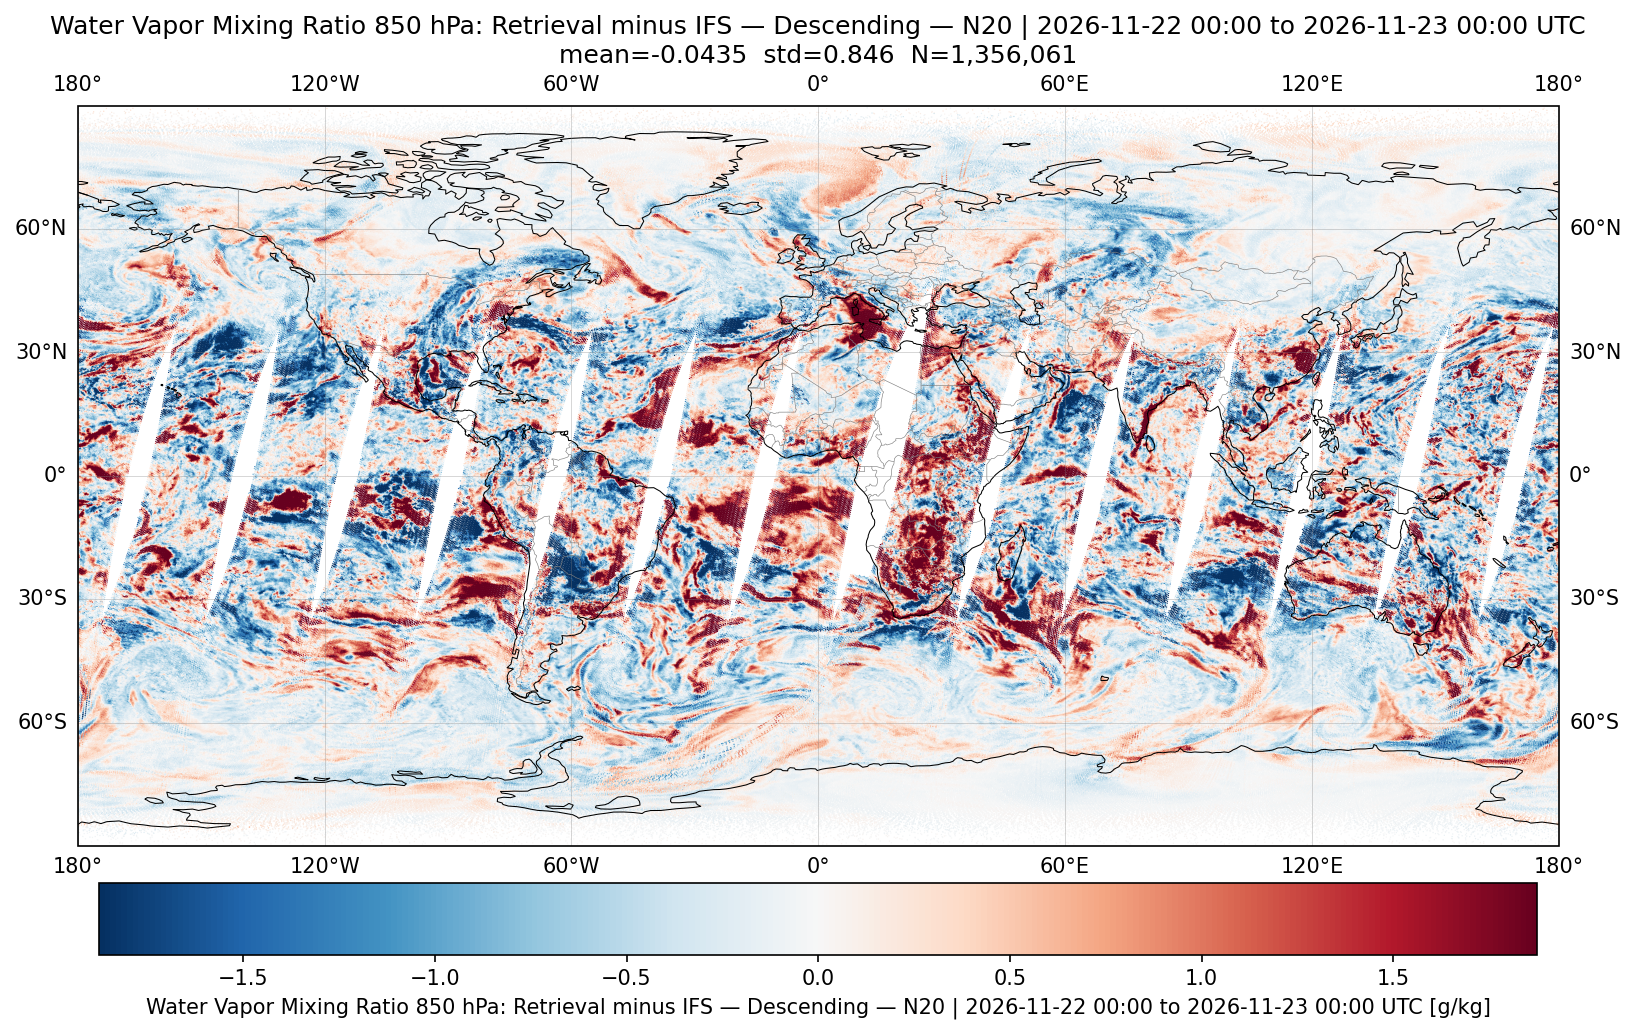 Water Vapor Mixing Ratio 850 hPa: Retrieval minus IFS — Descending — N20 | 2026-11-22 00:00 to 2026-11-23 00:00 UTC
mean=-0.0435  std=0.846  N=1,356,061
180° 120°W 60°W 0° 60°E 120°E 180°
60°N 60°N
30°N 30°N
0° 0°
30°S 30°S
60°S 60°S
180° 120°W 60°W 0° 60°E 120°E 180°
−1.5 −1.0 −0.5 0.0 0.5 1.0 1.5
Water Vapor Mixing Ratio 850 hPa: Retrieval minus IFS — Descending — N20 | 2026-11-22 00:00 to 2026-11-23 00:00 UTC [g/kg]